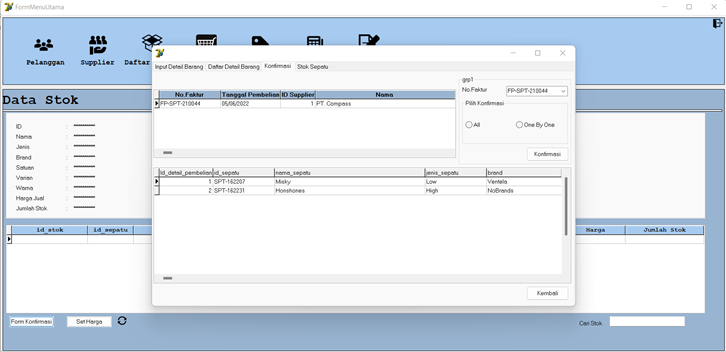 FormMenuUtama
Pelanggan
Supplier
Daftar
Data Stok
ID : **********
Nama : **********
Jenis : **********
Brand : **********
Satuan : **********
Varian : **********
Warna : **********
Harga Jual : **********
Jumlah Stok : **********
id_stok
id_sepatu
Harga
Jumlah Stok
Form Konfirmasi
Set Harga
Cari Stok
Input Detail Barang
Daftar Detail Barang
Konfirmasi
Stok Sepatu
No.Faktur Tanggal Pembelian ID Supplier Nama
FP-SPT-210044 05/06/2022 1 PT. Compass
grp1
No.Faktur FP-SPT-210044
Pilih Konfirmasi
All
One By One
Konfirmasi
Id_detail_pembelian id_sepatu nama_sepatu jenis_sepatu brand
1 SPT-162207 Misky Low Ventela
2 SPT-162231 Honshones High NoBrands
Kembali